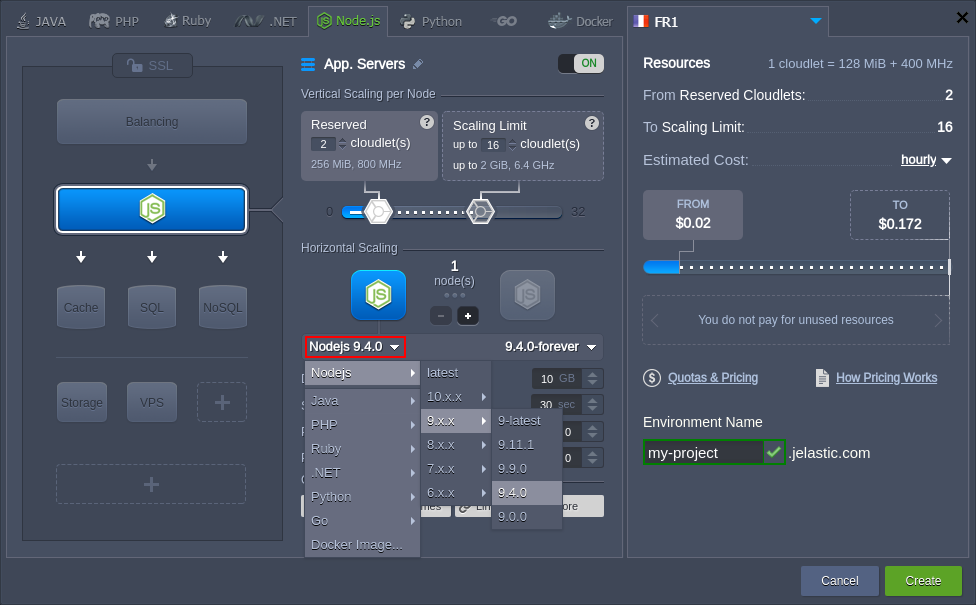 JAVA
PHP
Ruby
.NET
Node.js
Python
GO
Docker
FR1
SSL
Balancing
JS
Cache
SQL
NoSQL
Storage
VPS
App. Servers
ON
Vertical Scaling per Node
Reserved
?
2 cloudlet(s)
256 MiB, 800 MHz
Scaling Limit
?
up to 16 cloudlet(s)
up to 2 GiB, 6.4 GHz
0
32
Horizontal Scaling
JS
1
node(s)
JS
Nodejs 9.4.0
9.4.0-forever
Nodejs
Java
PHP
Ruby
.NET
Python
Go
Docker Image...
latest
10.x.x
9.x.x
8.x.x
7.x.x
6.x.x
9-latest
9.11.1
9.9.0
9.4.0
9.0.0
10 GB
30 sec
0
0
Resources
1 cloudlet = 128 MiB + 400 MHz
From Reserved Cloudlets: 2
To Scaling Limit: 16
Estimated Cost: hourly
FROM
$0.02
TO
$0.172
You do not pay for unused resources
$ Quotas & Pricing
How Pricing Works
Environment Name
my-project .jelastic.com
Cancel
Create